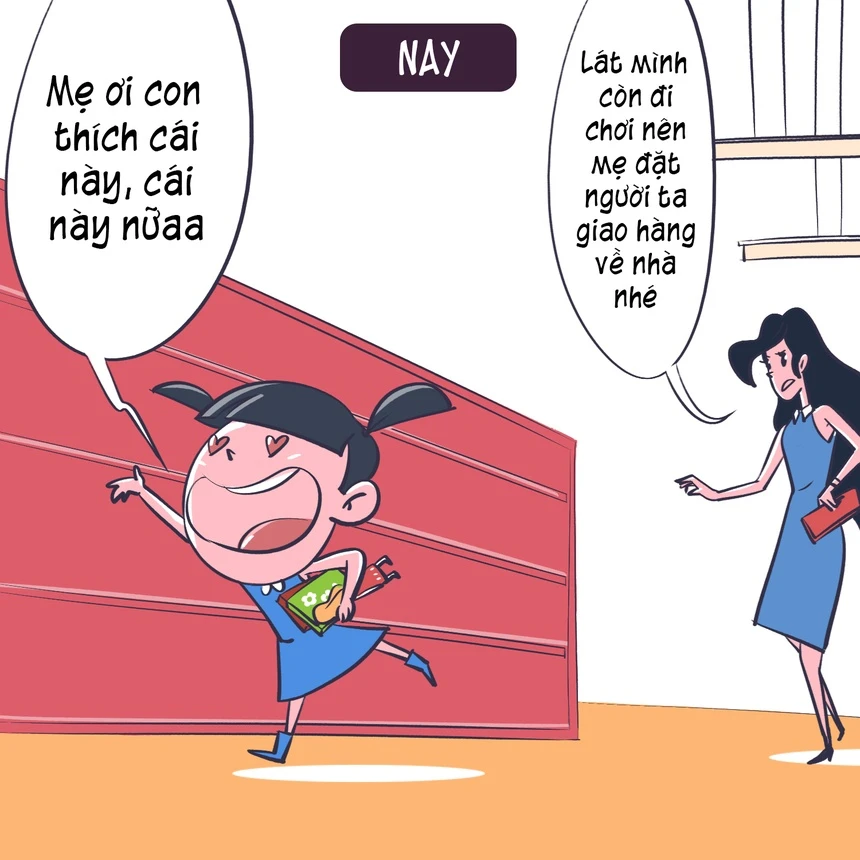 NAY
Mẹ ơi con
thích cái
này, cái
này nữaa
Lát mình
còn đi
chơi nên
mẹ đặt
người ta
giao hàng
về nhà
nhé